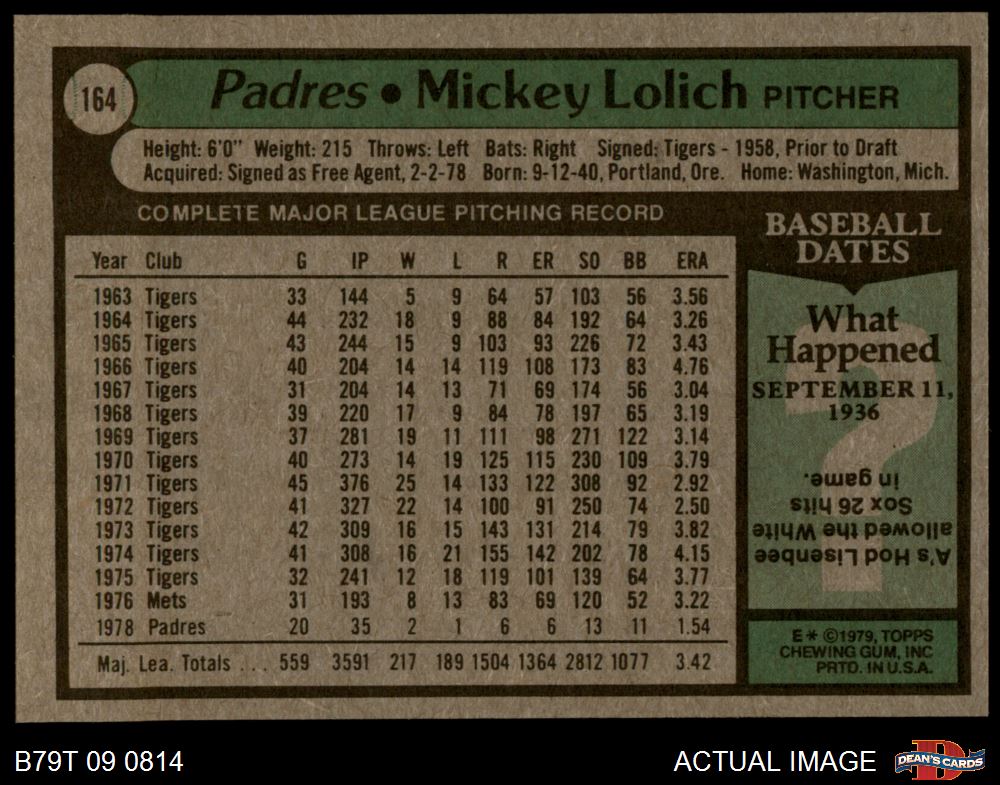 164
Padres • Mickey Lolich PITCHER
Height: 6'0" Weight: 215 Throws: Left Bats: Right Signed: Tigers - 1958, Prior to Draft
Acquired: Signed as Free Agent, 2-2-78 Born: 9-12-40, Portland, Ore. Home: Washington, Mich.
COMPLETE MAJOR LEAGUE PITCHING RECORD
Year Club G IP W L R ER SO BB ERA
1963 Tigers 33 144 5 9 64 57 103 56 3.56
1964 Tigers 44 232 18 9 88 84 192 64 3.26
1965 Tigers 43 244 15 9 103 93 226 72 3.43
1966 Tigers 40 204 14 14 119 108 173 83 4.76
1967 Tigers 31 204 14 13 71 69 174 56 3.04
1968 Tigers 39 220 17 9 84 78 197 65 3.19
1969 Tigers 37 281 19 11 111 98 271 122 3.14
1970 Tigers 40 273 14 19 125 115 230 109 3.79
1971 Tigers 45 376 25 14 133 122 308 92 2.92
1972 Tigers 41 327 22 14 100 91 250 74 2.50
1973 Tigers 42 309 16 15 143 131 214 79 3.82
1974 Tigers 41 308 16 21 155 142 202 78 4.15
1975 Tigers 32 241 12 18 119 101 139 64 3.77
1976 Mets 31 193 8 13 83 69 120 52 3.22
1978 Padres 20 35 2 1 6 6 13 11 1.54
Maj. Lea. Totals . . . 559 3591 217 189 1504 1364 2812 1077 3.42
BASEBALL
DATES
What
Happened
SEPTEMBER 11,
1936
?
A's Hod Lisenbee
allowed the White
Sox 26 hits
in game.
E* ©1979, TOPPS
CHEWING GUM, INC
PRTD. IN U.S.A.
B79T 09 0814
ACTUAL IMAGE
D
DEAN'S CARDS